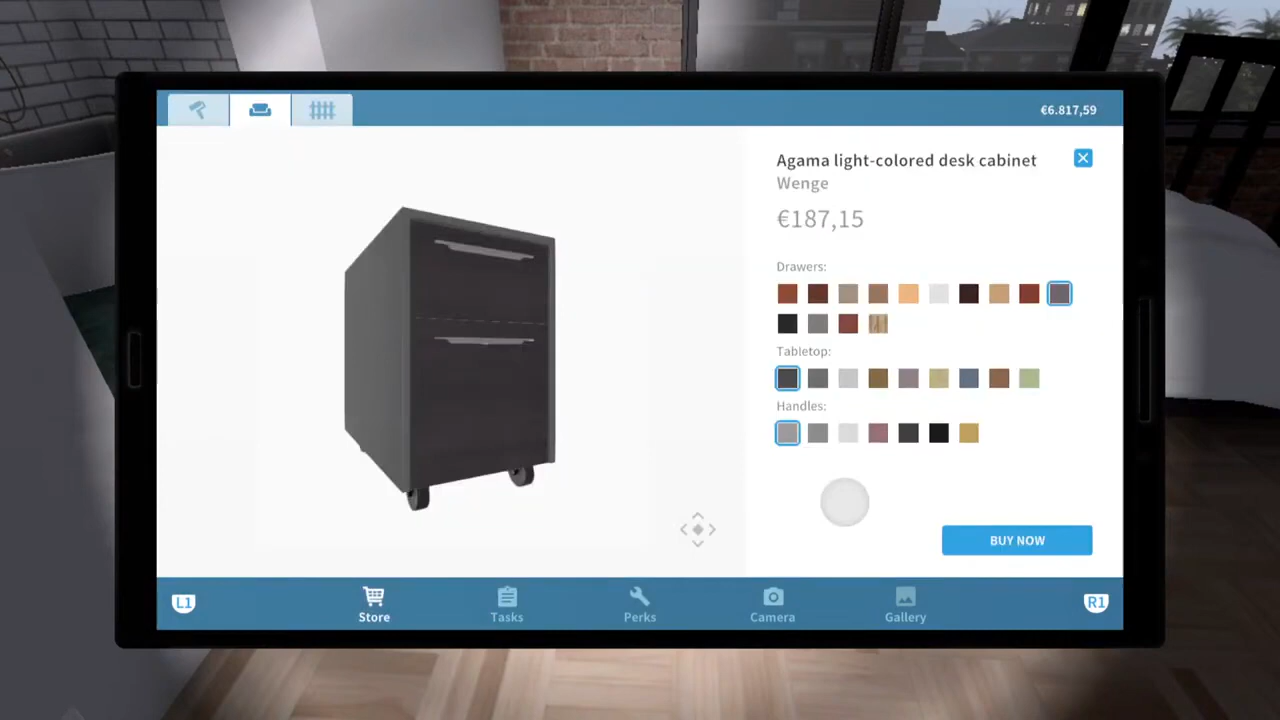 €6.817,59
Agama light-colored desk cabinet
Wenge
€187,15
Drawers:
Tabletop:
Handles:
BUY NOW
L1
Store
Tasks
Perks
Camera
Gallery
R1